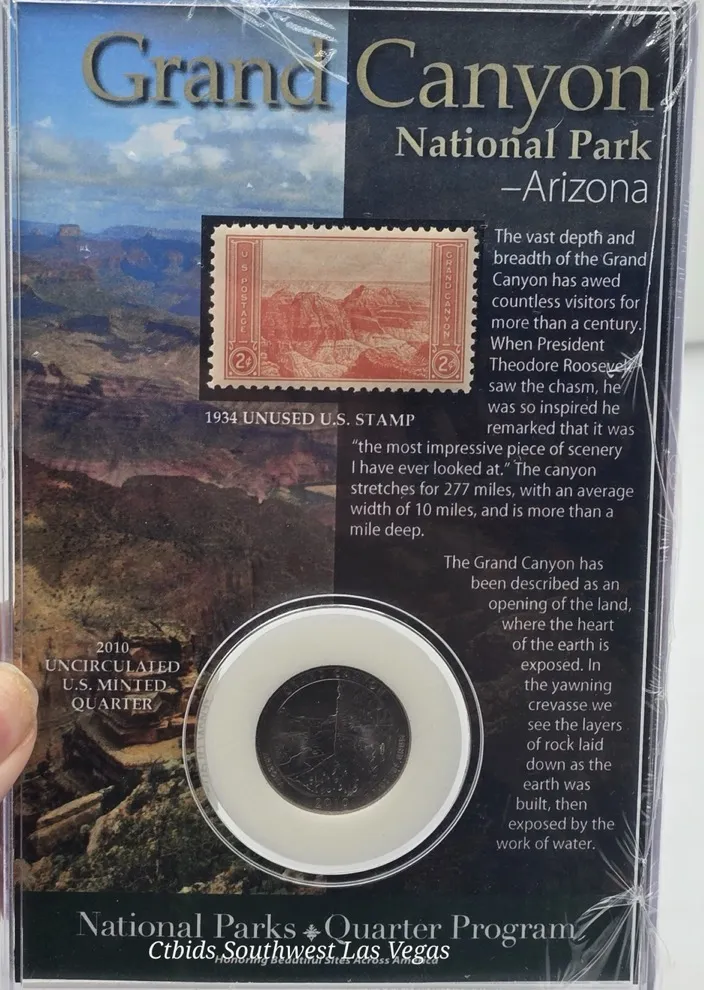 Grand Canyon
National Park
–Arizona
U S POSTAGE
GRAND CANYON
2¢
2¢
1934 UNUSED U.S. STAMP
The vast depth and
breadth of the Grand
Canyon has awed
countless visitors for
more than a century.
When President
Theodore Roosevelt
saw the chasm, he
was so inspired he
remarked that it was
“the most impressive piece of scenery
I have ever looked at.” The canyon
stretches for 277 miles, with an average
width of 10 miles, and is more than a
mile deep.
The Grand Canyon has
been described as an
opening of the land,
where the heart
of the earth is
exposed. In
the yawning
crevasse we
see the layers
of rock laid
down as the
earth was
built, then
exposed by the
work of water.
2010
UNCIRCULATED
U.S. MINTED
QUARTER
2010
National Parks Quarter Program
Ctbids Southwest Las Vegas
Honoring Beautiful Sites Across America